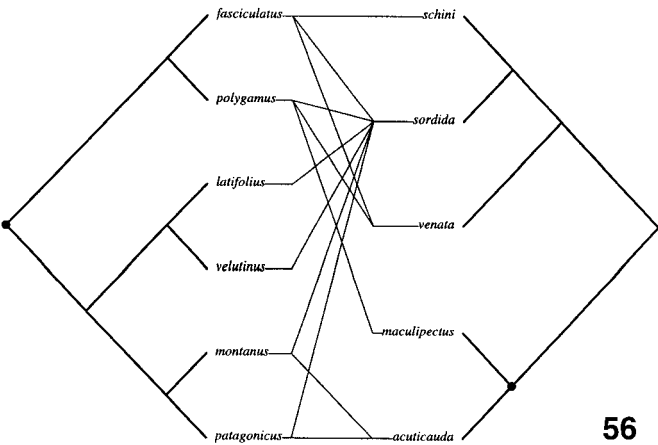 fasciculatus
schini
polygamus
sordida
latifolius
velutinus
venata
maculipectus
montanus
patagonicus
acuticauda
56